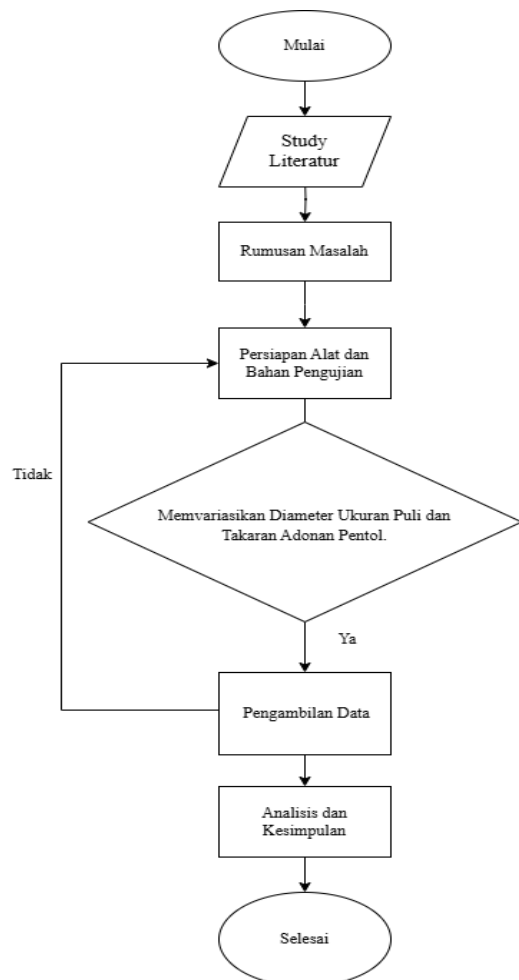 Mulai
Study
Literatur
Rumusan Masalah
Persiapan Alat dan
Bahan Pengujian
Tidak
Memvariasikan Diameter Ukuran Puli dan
Takaran Adonan Pentol.
Ya
Pengambilan Data
Analisis dan
Kesimpulan
Selesai